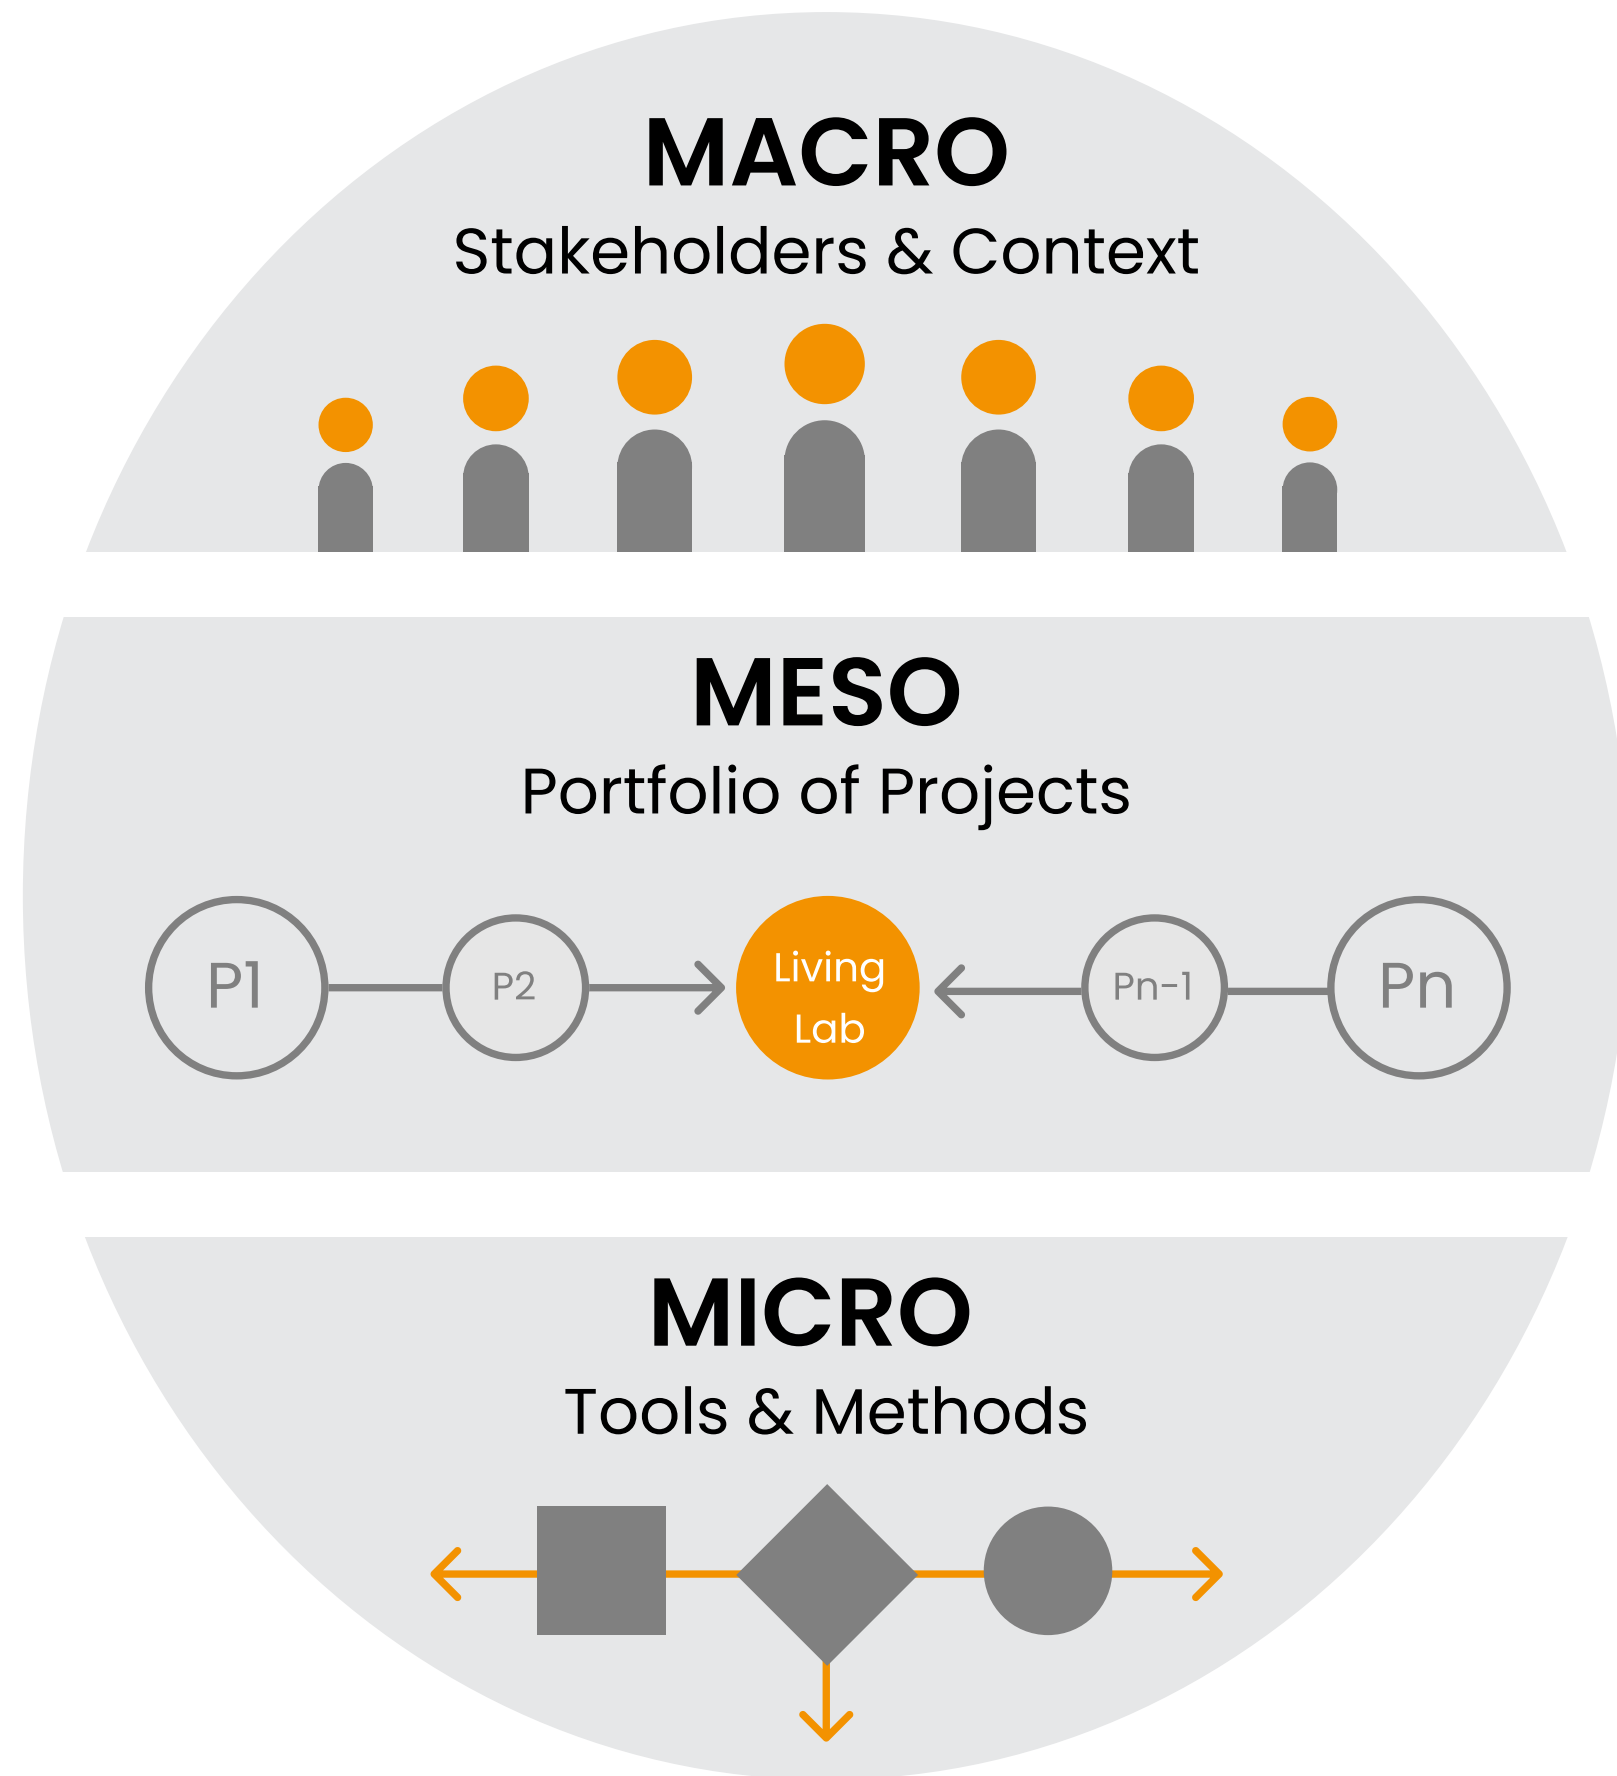 MACRO
Stakeholders & Context
MESO
Portfolio of Projects
P1
P2
Living
Lab
Pn-1
Pn
MICRO
Tools & Methods